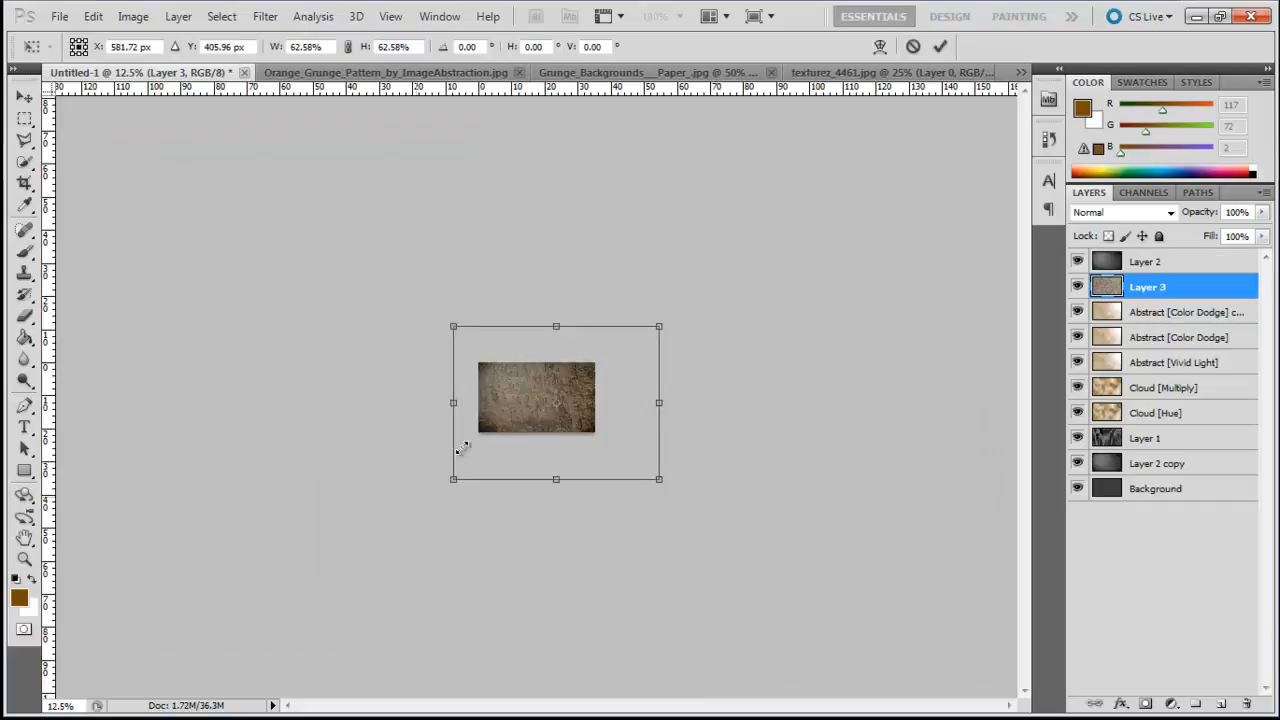 Ps File Edit Image Layer Select Filter Analysis 3D View Window Help Br Mb 100% ESSENTIALS DESIGN PAINTING CS Live
X: 581.72 px Y: 405.96 px W: 62.58% H: 62.58% 0.00 ° H: 0.00 ° V: 0.00 °
Untitled-1 @ 12.5% (Layer 3, RGB/8) * Orange_Grunge_Pattern_by_ImageAbstraction.jpg Grunge_Backgrounds___Paper_.jpg @ 50% ... texturez_4461.jpg @ 25% (Layer 0, RGB/...
COLOR SWATCHES STYLES
R 117
G 72
B 2
Mb
LAYERS CHANNELS PATHS
Normal Opacity: 100%
Lock: Fill: 100%
Layer 2
Layer 3
Abstract [Color Dodge] c...
Abstract [Color Dodge]
Abstract [Vivid Light]
Cloud [Multiply]
Cloud [Hue]
Layer 1
Layer 2 copy
Background
12.5% Doc: 1.72M/36.3M